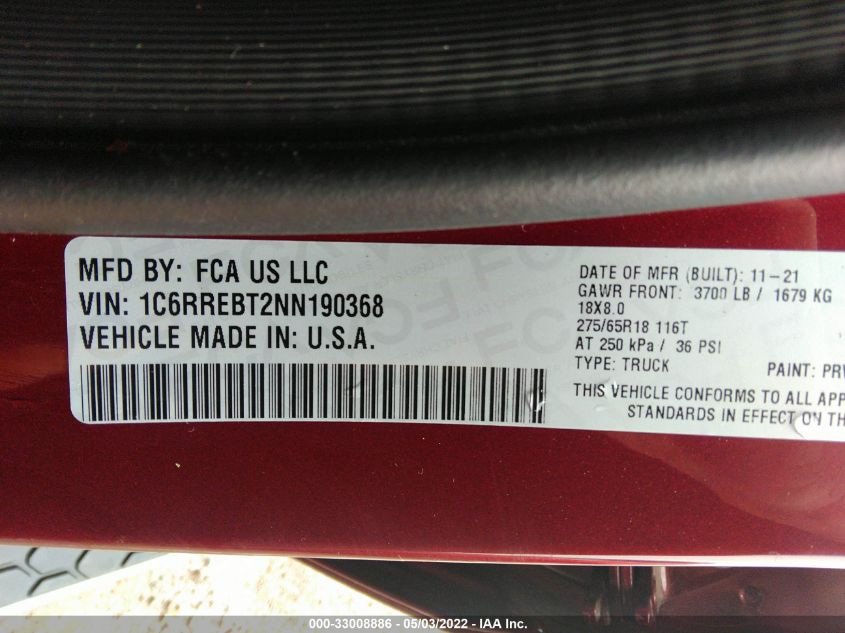 MFD BY: FCA US LLC
VIN: 1C6RREBT2NN190368
VEHICLE MADE IN: U.S.A.
DATE OF MFR (BUILT): 11-21
GAWR FRONT: 3700 LB / 1679 KG
18X8.0
275/65R18 116T
AT 250 kPa / 36 PSI
TYPE: TRUCK PAINT: PRV
THIS VEHICLE CONFORMS TO ALL APP
STANDARDS IN EFFECT ON TH
000-33008886 - 05/03/2022 - IAA Inc.